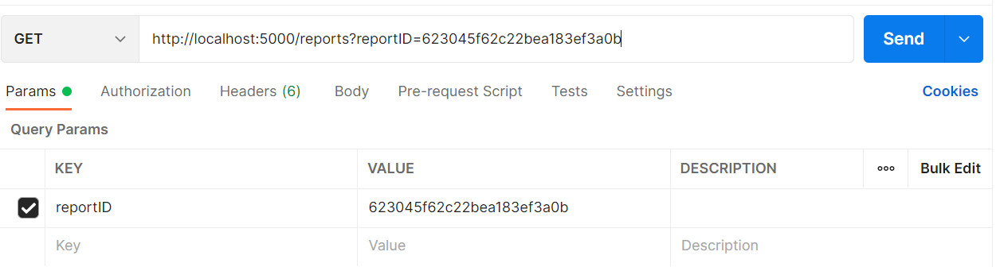 GET http://localhost:5000/reports?reportID=623045f62c22bea183ef3a0b Send
Params Authorization Headers (6) Body Pre-request Script Tests Settings Cookies
Query Params
KEY VALUE DESCRIPTION ooo Bulk Edit
reportID 623045f62c22bea183ef3a0b
Key Value Description